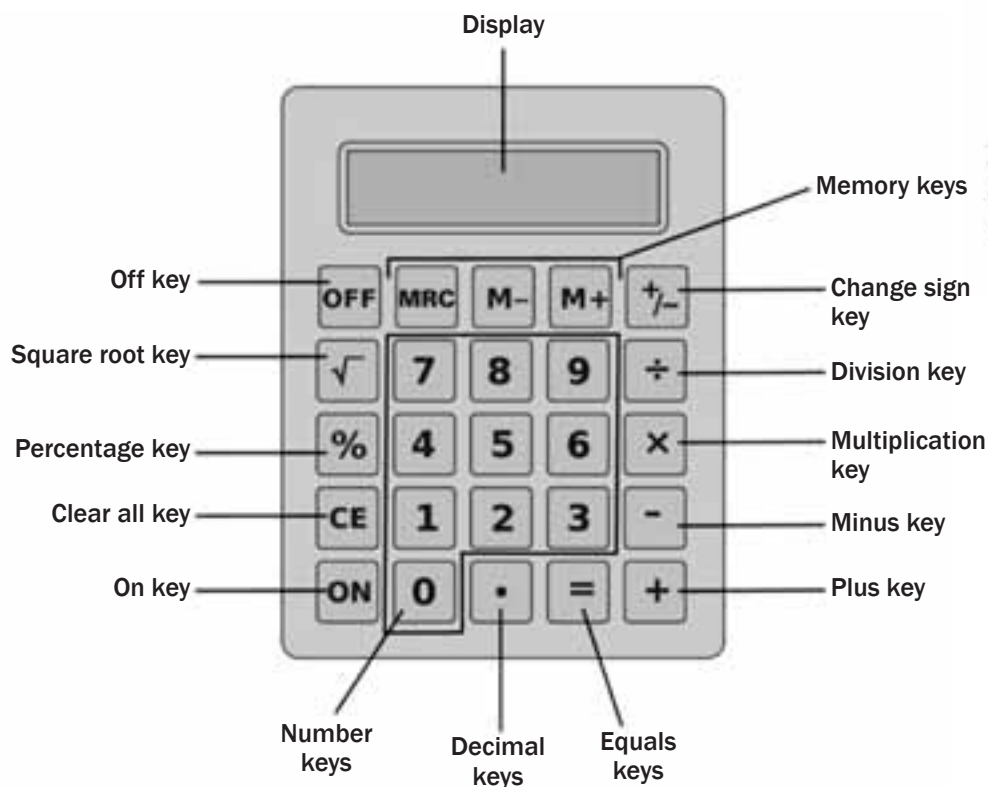 Display
Memory keys
Off key
OFF MRC M– M+ +/–
Change sign
key
Square root key
√ 7 8 9 ÷
Division key
Percentage key
% 4 5 6 ×
Multiplication
key
Clear all key
CE 1 2 3 -
Minus key
On key
ON 0 . = +
Plus key
Number
keys
Decimal
keys
Equals
keys